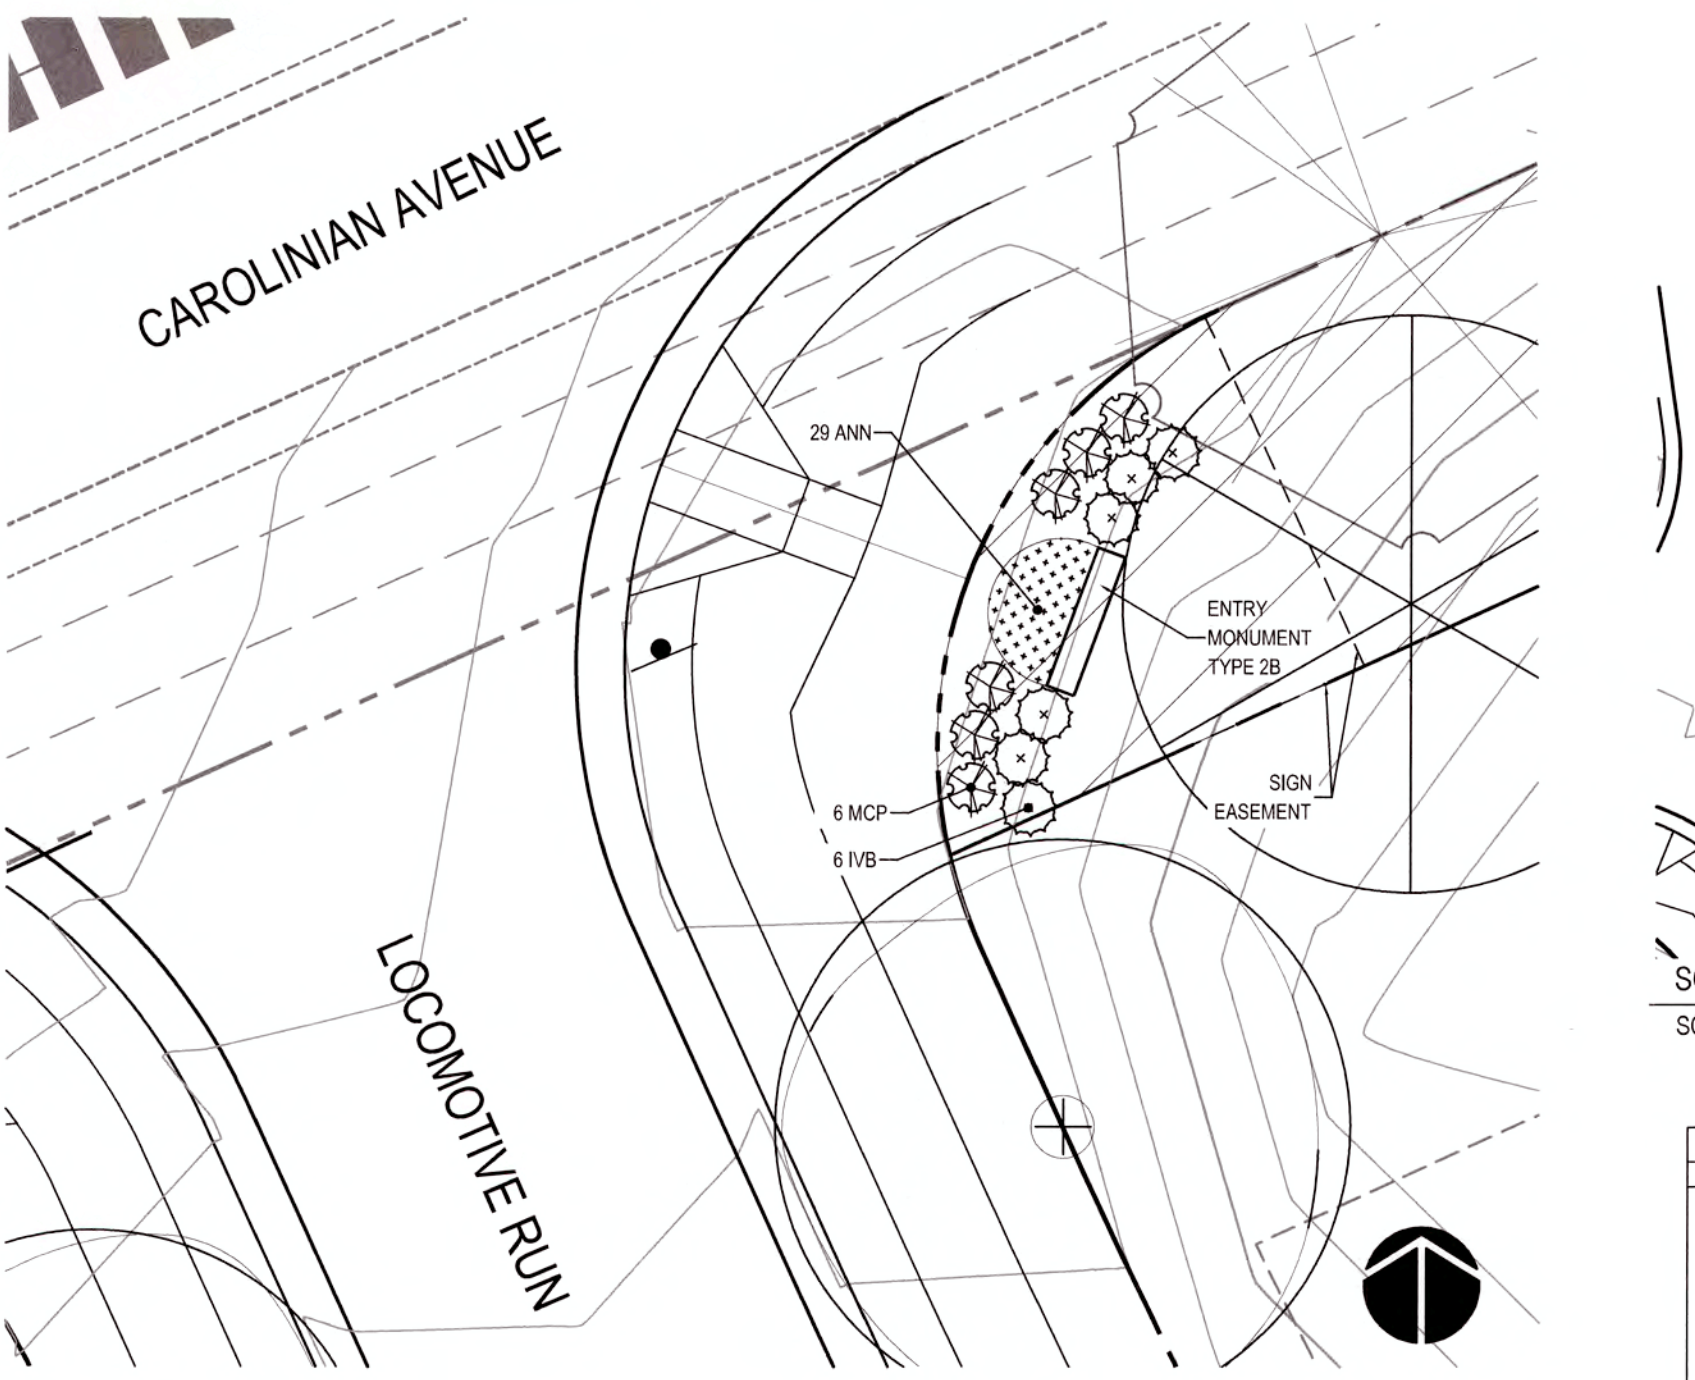 CAROLINIAN AVENUE
29 ANN
ENTRY
MONUMENT
TYPE 2B
SIGN
EASEMENT
6 MCP
6 IVB
LOCOMOTIVE RUN